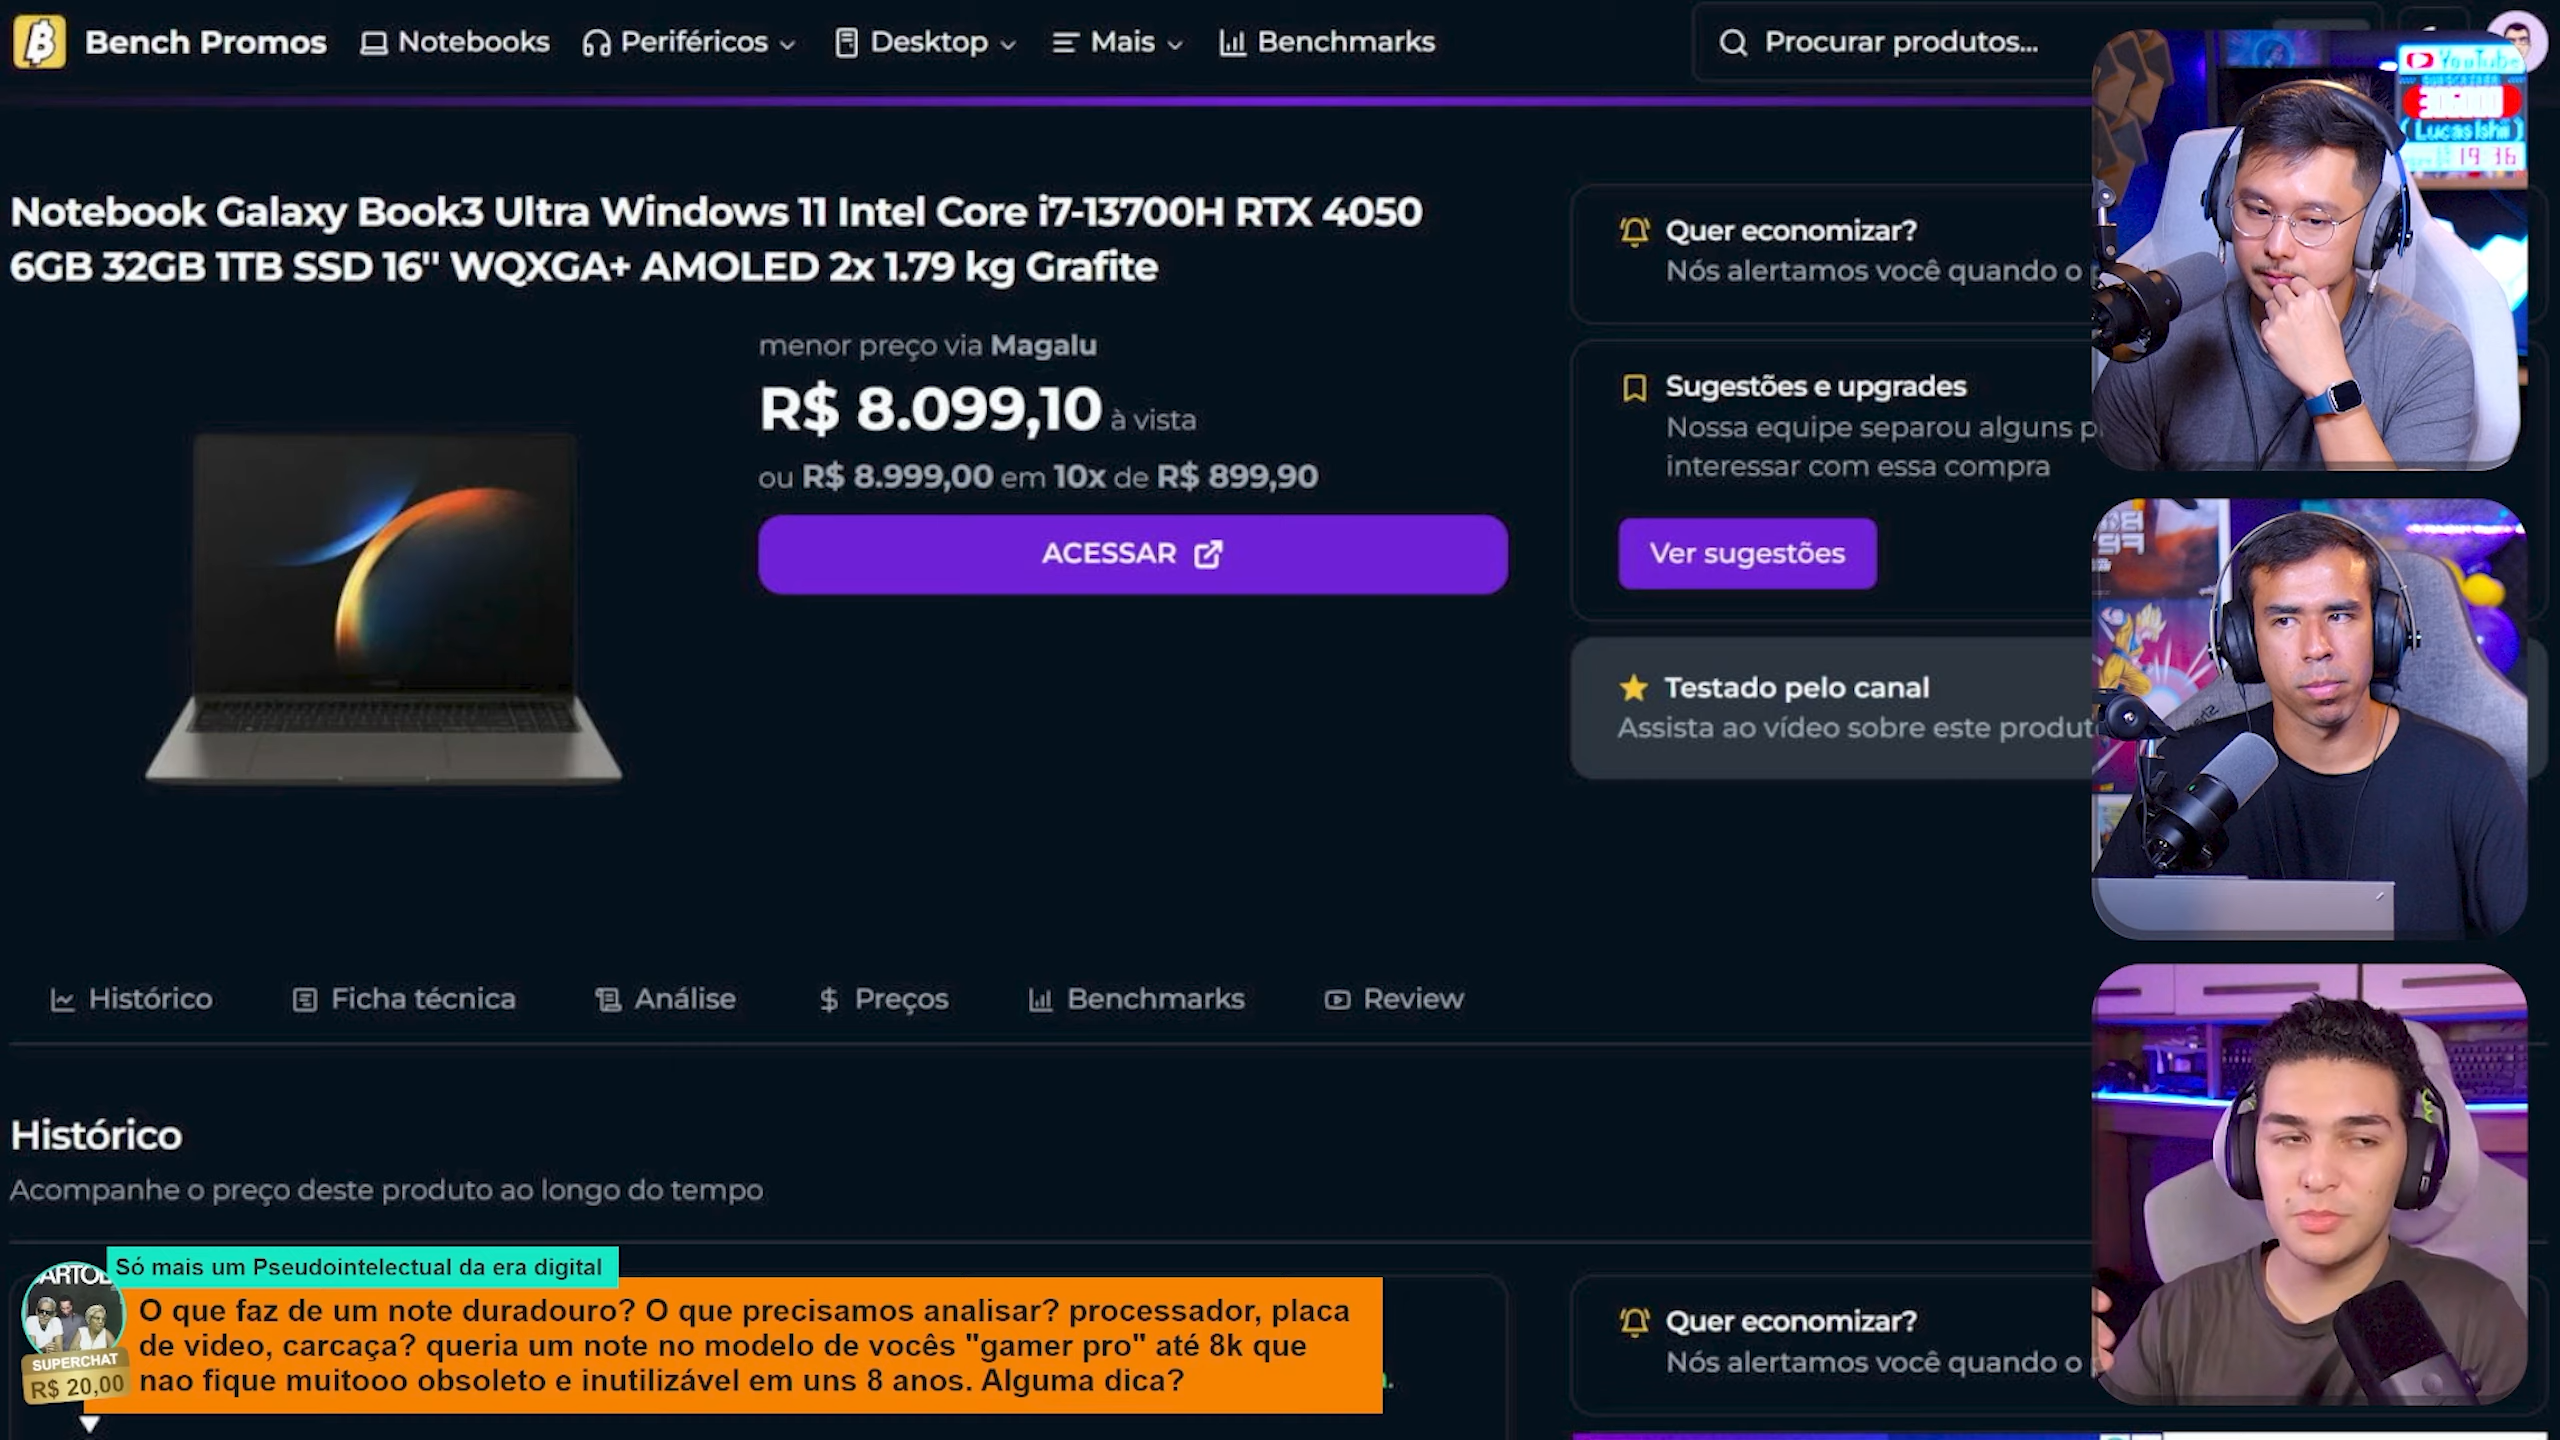 Bench Promos
Notebooks
Periféricos
Desktop
Mais
Benchmarks
Procurar produtos...
YouTube
(Lucas Ishii)
19:36
Notebook Galaxy Book3 Ultra Windows 11 Intel Core i7-13700H RTX 4050
6GB 32GB 1TB SSD 16'' WQXGA+ AMOLED 2x 1.79 kg Grafite
menor preço via Magalu
R$ 8.099,10 à vista
ou R$ 8.999,00 em 10x de R$ 899,90
ACESSAR
Quer economizar?
Nós alertamos você quando o
Sugestões e upgrades
Nossa equipe separou alguns
interessar com essa compra
Ver sugestões
Testado pelo canal
Assista ao vídeo sobre este
Histórico
Ficha técnica
Análise
Preços
Benchmarks
Review
Histórico
Acompanhe o preço deste produto ao longo do tempo
Só mais um Pseudointelectual da era digital
O que faz de um note duradouro? O que precisamos analisar? processador, placa
de video, carcaça? queria um note no modelo de vocês "gamer pro" até 8k que
nao fique muitooo obsoleto e inutilizável em uns 8 anos. Alguma dica?
SUPERCHAT
R$ 20,00
Quer economizar?
Nós alertamos você quando o